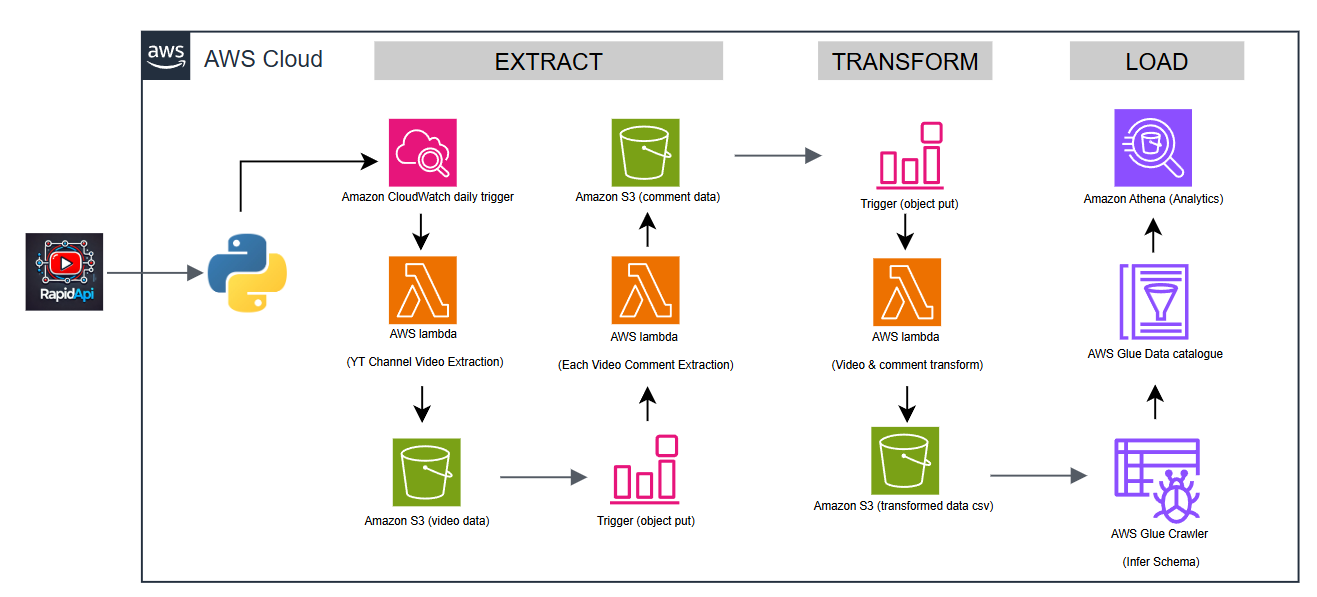 aws
AWS Cloud
EXTRACT
TRANSFORM
LOAD
RapidApi
Amazon CloudWatch daily trigger
AWS lambda
(YT Channel Video Extraction)
Amazon S3 (video data)
Trigger (object put)
AWS lambda
(Each Video Comment Extraction)
Amazon S3 (comment data)
Trigger (object put)
AWS lambda
(Video & comment transform)
Amazon S3 (transformed data csv)
AWS Glue Crawler
(Infer Schema)
AWS Glue Data catalogue
Amazon Athena (Analytics)